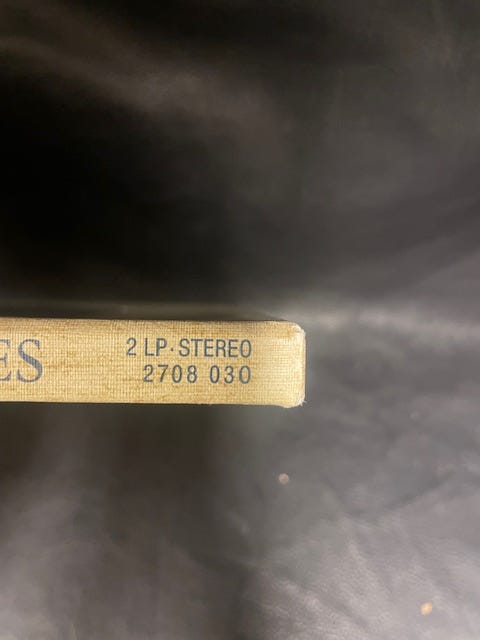 ES
2 LP · STEREO
2708 030